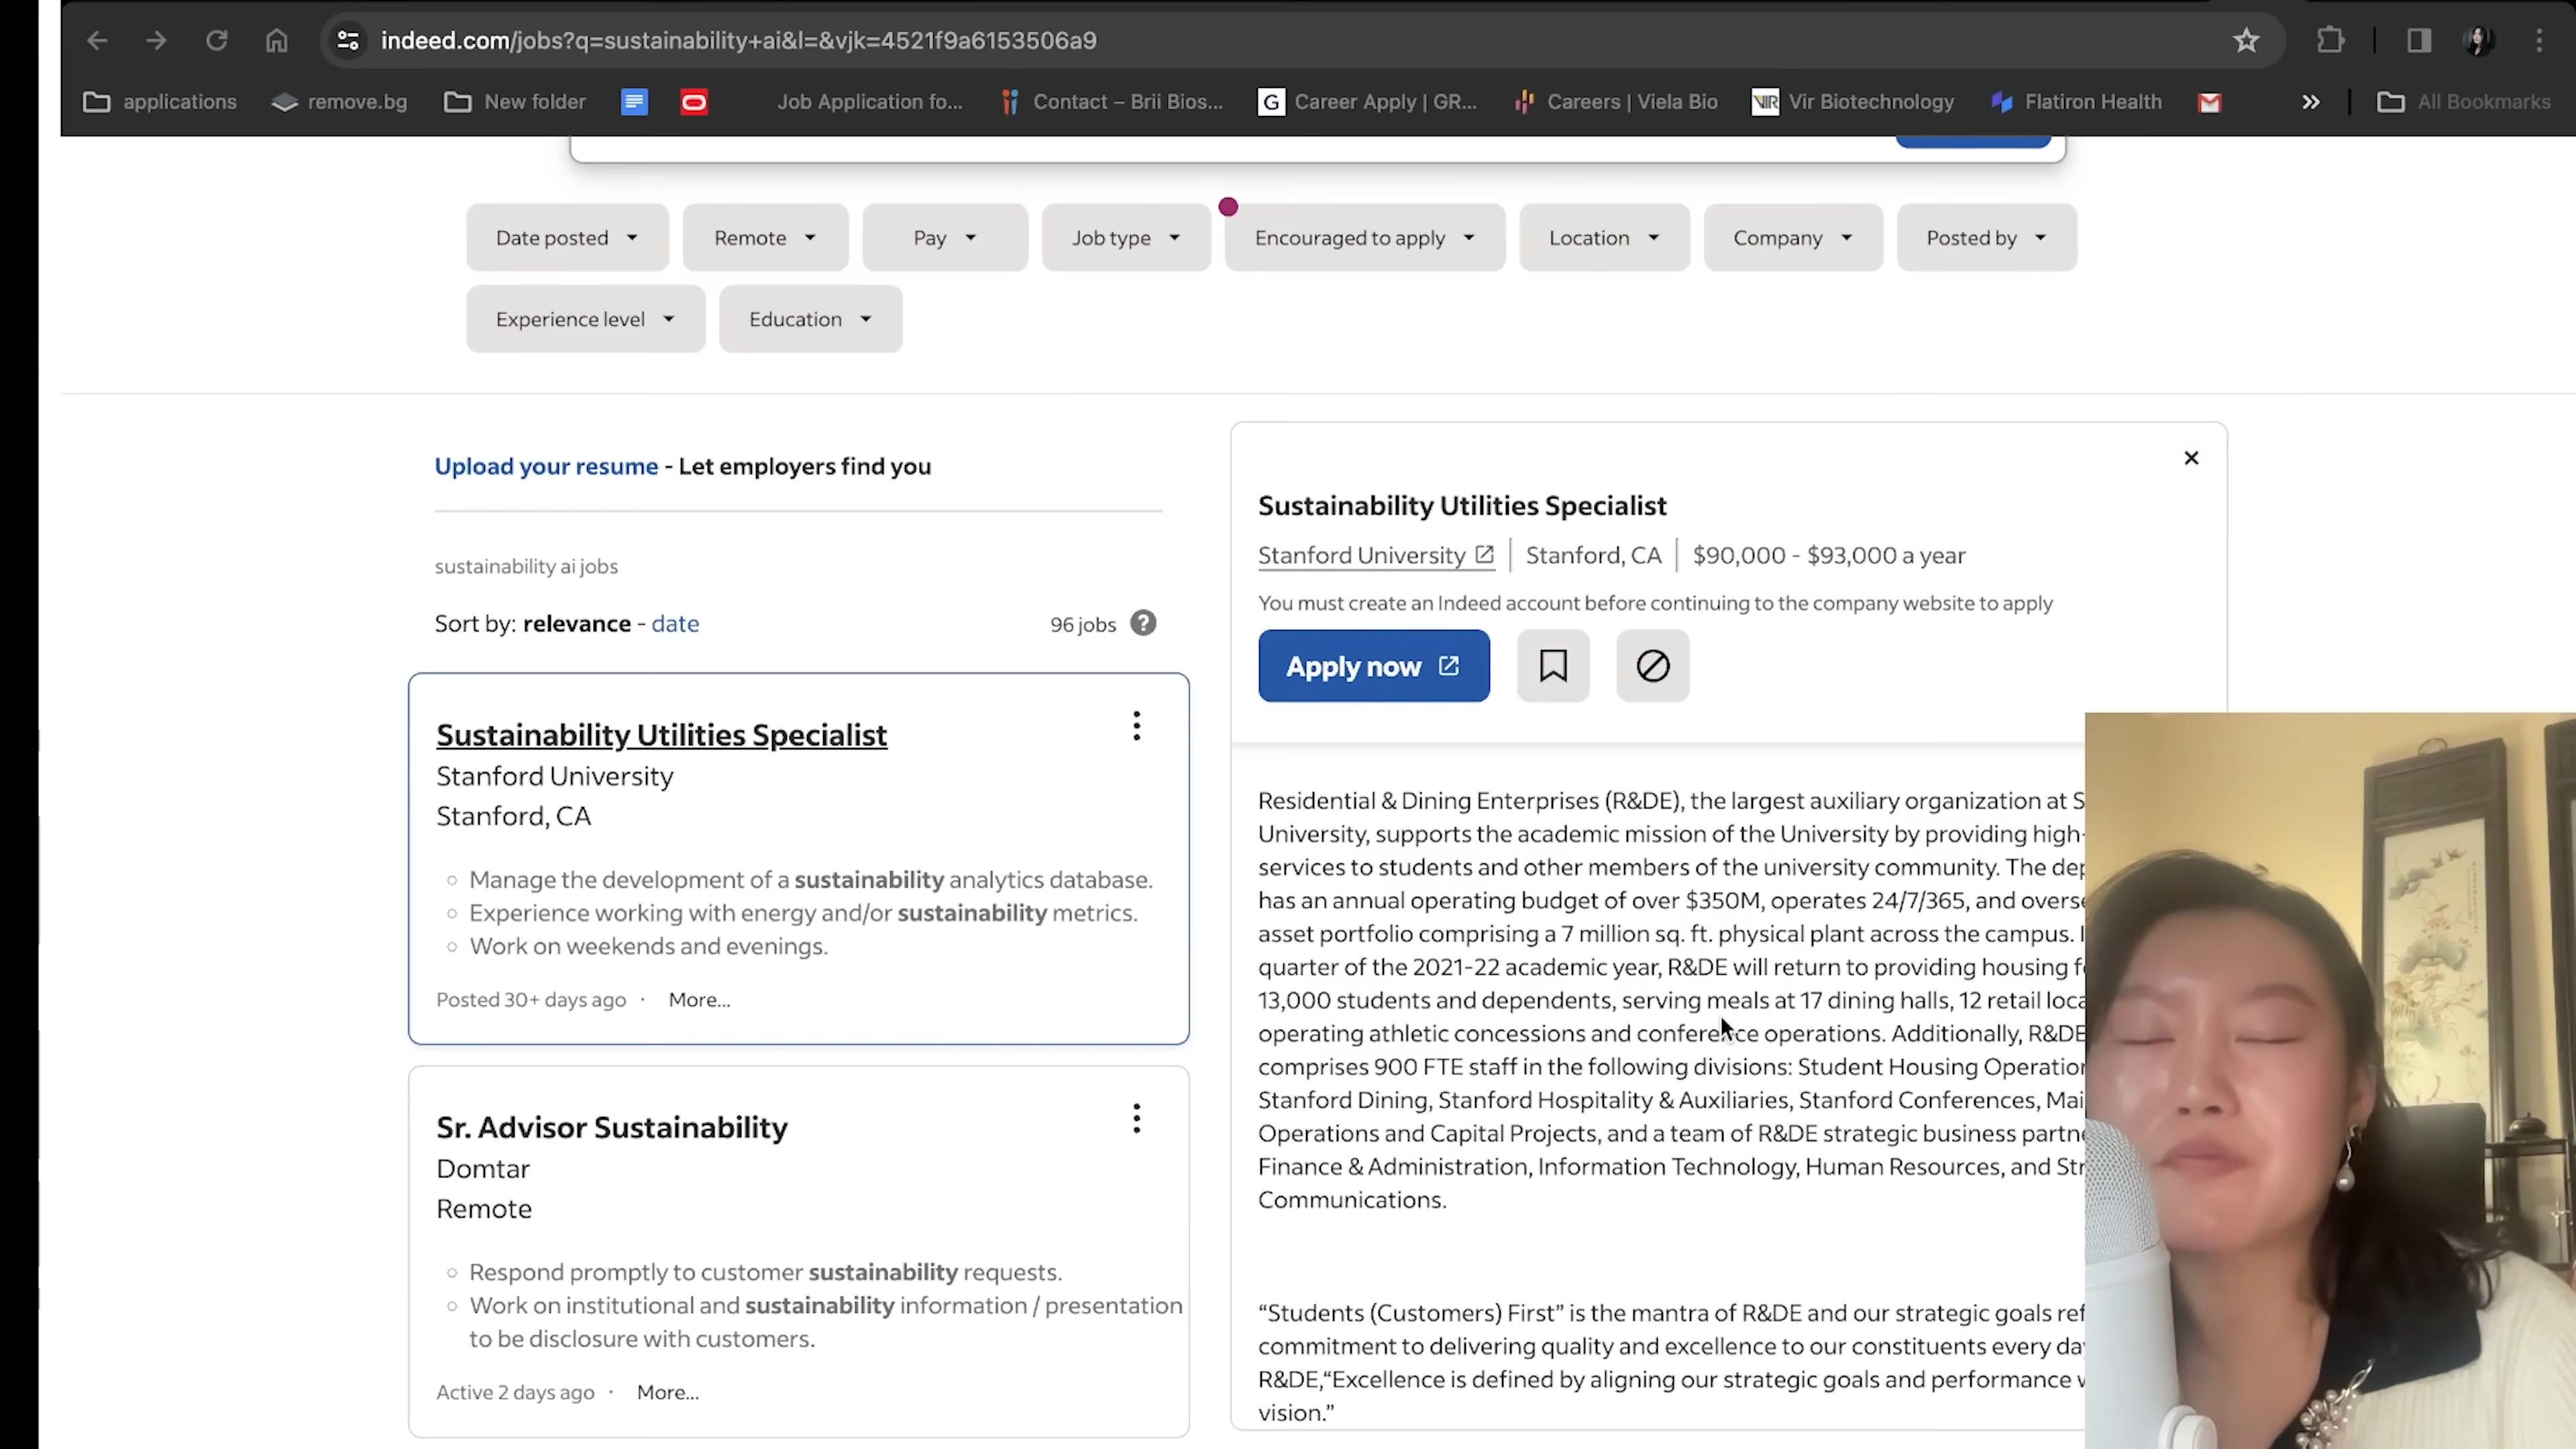 indeed.com/jobs?q=sustainability+ai&l=&vjk=4521f9a6153506a9
applications remove.bg New folder Job Application fo... Contact – Brii Bios... G Career Apply | GR... Careers | Viela Bio VIR Vir Biotechnology Flatiron Health » All Bookmarks
Date posted Remote Pay Job type Encouraged to apply Location Company Posted by
Experience level Education
Upload your resume - Let employers find you
sustainability ai jobs
Sort by: relevance - date 96 jobs ?
Sustainability Utilities Specialist
Stanford University
Stanford, CA
Manage the development of a sustainability analytics database.
Experience working with energy and/or sustainability metrics.
Work on weekends and evenings.
Posted 30+ days ago · More...
Sr. Advisor Sustainability
Domtar
Remote
Respond promptly to customer sustainability requests.
Work on institutional and sustainability information / presentation
to be disclosure with customers.
Active 2 days ago · More...
Sustainability Utilities Specialist
Stanford University | Stanford, CA | $90,000 - $93,000 a year
You must create an Indeed account before continuing to the company website to apply
Apply now
Residential & Dining Enterprises (R&DE), the largest auxiliary organization at S
University, supports the academic mission of the University by providing high-
services to students and other members of the university community. The dep
has an annual operating budget of over $350M, operates 24/7/365, and overse
asset portfolio comprising a 7 million sq. ft. physical plant across the campus. I
quarter of the 2021-22 academic year, R&DE will return to providing housing f
13,000 students and dependents, serving meals at 17 dining halls, 12 retail loca
operating athletic concessions and conference operations. Additionally, R&DE
comprises 900 FTE staff in the following divisions: Student Housing Operation
Stanford Dining, Stanford Hospitality & Auxiliaries, Stanford Conferences, Mai
Operations and Capital Projects, and a team of R&DE strategic business partne
Finance & Administration, Information Technology, Human Resources, and Str
Communications.
“Students (Customers) First” is the mantra of R&DE and our strategic goals ref
commitment to delivering quality and excellence to our constituents every day
R&DE,“Excellence is defined by aligning our strategic goals and performance w
vision.”